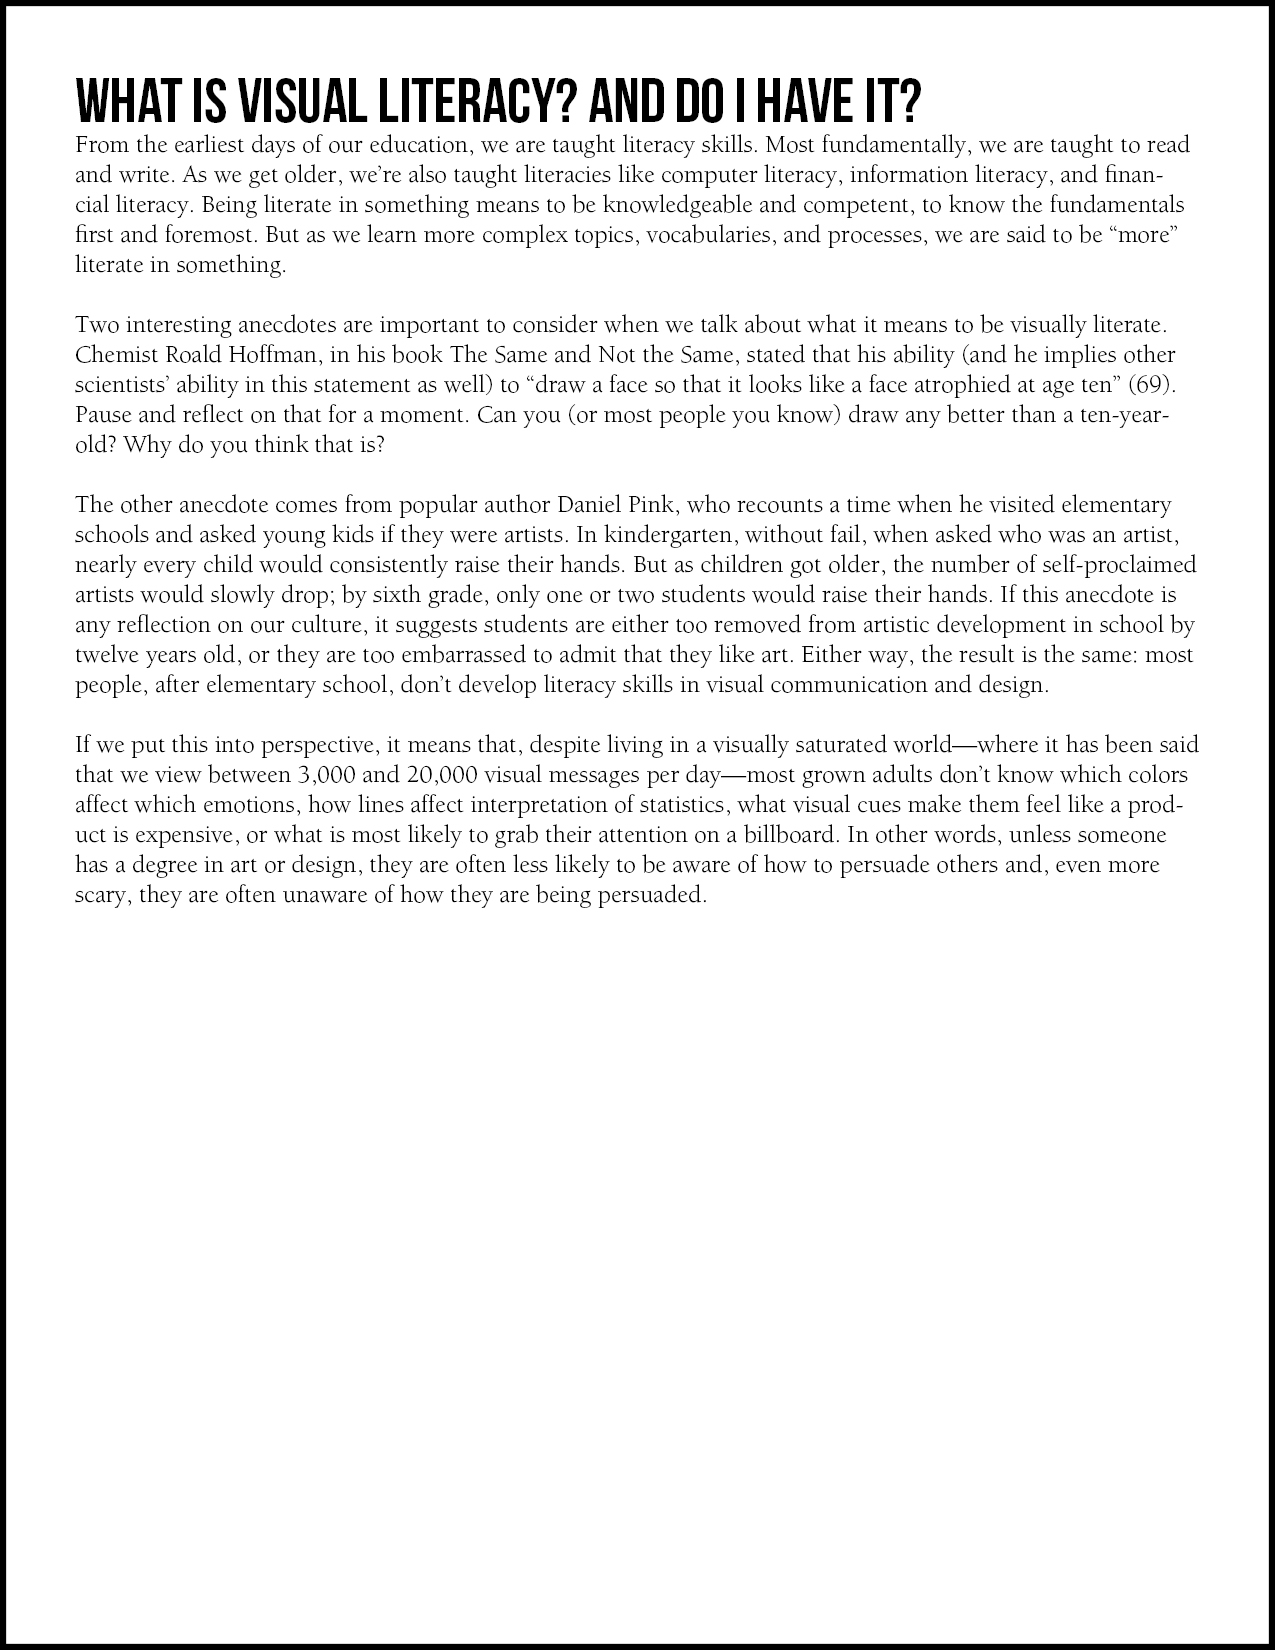 WHAT IS VISUAL LITERACY? AND DO I HAVE IT?
From the earliest days of our education, we are taught literacy skills. Most fundamentally, we are taught to read
and write. As we get older, we’re also taught literacies like computer literacy, information literacy, and finan-
cial literacy. Being literate in something means to be knowledgeable and competent, to know the fundamentals
first and foremost. But as we learn more complex topics, vocabularies, and processes, we are said to be “more”
literate in something.
Two interesting anecdotes are important to consider when we talk about what it means to be visually literate.
Chemist Roald Hoffman, in his book The Same and Not the Same, stated that his ability (and he implies other
scientists’ ability in this statement as well) to “draw a face so that it looks like a face atrophied at age ten” (69).
Pause and reflect on that for a moment. Can you (or most people you know) draw any better than a ten-year-
old? Why do you think that is?
The other anecdote comes from popular author Daniel Pink, who recounts a time when he visited elementary
schools and asked young kids if they were artists. In kindergarten, without fail, when asked who was an artist,
nearly every child would consistently raise their hands. But as children got older, the number of self-proclaimed
artists would slowly drop; by sixth grade, only one or two students would raise their hands. If this anecdote is
any reflection on our culture, it suggests students are either too removed from artistic development in school by
twelve years old, or they are too embarrassed to admit that they like art. Either way, the result is the same: most
people, after elementary school, don’t develop literacy skills in visual communication and design.
If we put this into perspective, it means that, despite living in a visually saturated world—where it has been said
that we view between 3,000 and 20,000 visual messages per day—most grown adults don’t know which colors
affect which emotions, how lines affect interpretation of statistics, what visual cues make them feel like a prod-
uct is expensive, or what is most likely to grab their attention on a billboard. In other words, unless someone
has a degree in art or design, they are often less likely to be aware of how to persuade others and, even more
scary, they are often unaware of how they are being persuaded.